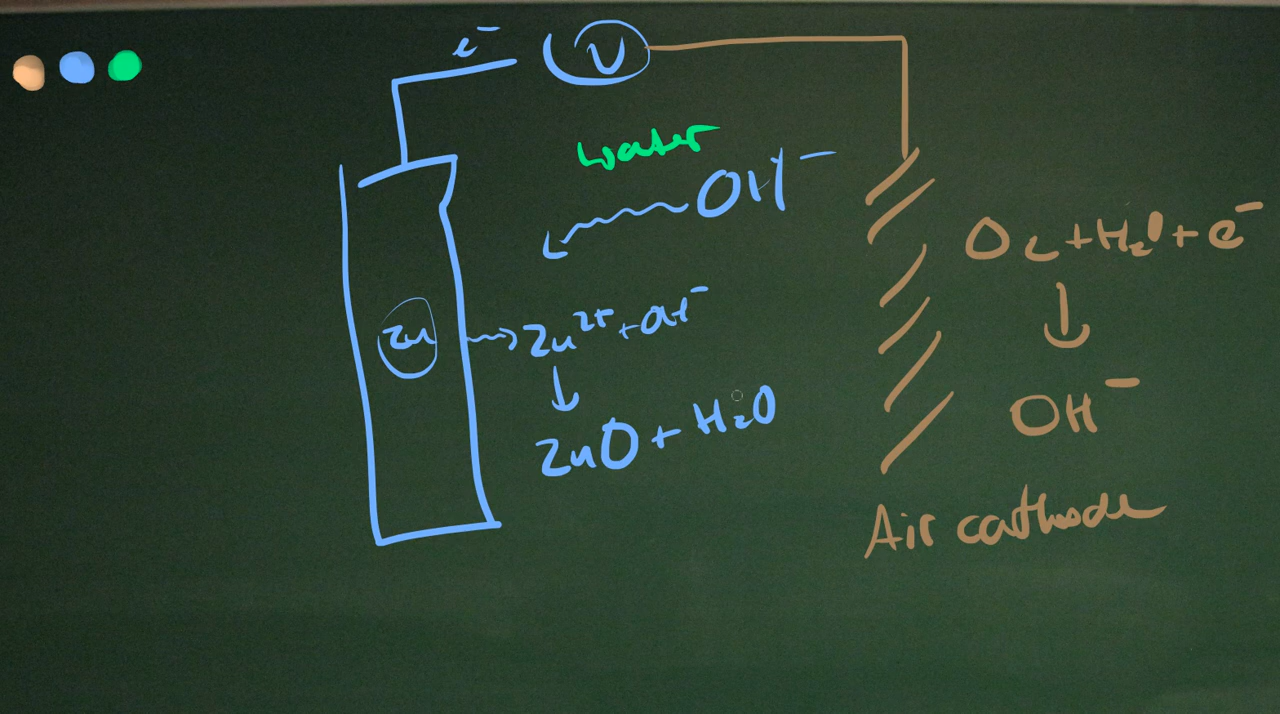 e⁻
V
water
OH⁻
O₂ + H₂O + e⁻
Zn
Zn²⁺ + OH⁻
↓
ZnO + H₂O
↓
OH⁻
Air cathode